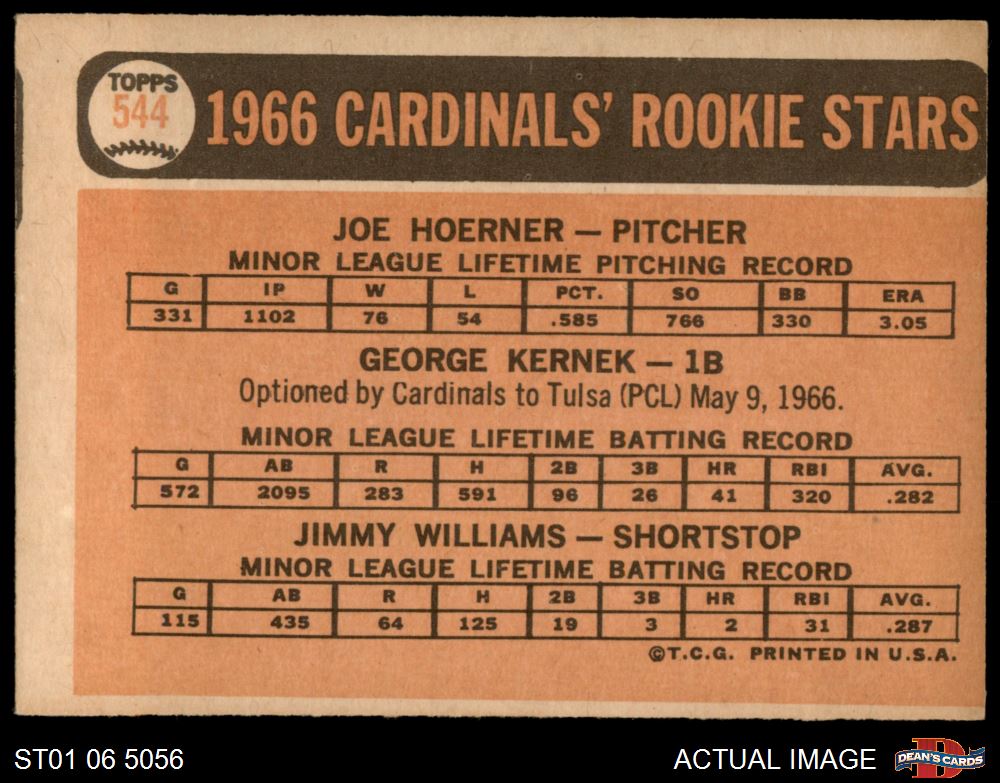 TOPPS
544
1966 CARDINALS' ROOKIE STARS
JOE HOERNER — PITCHER
MINOR LEAGUE LIFETIME PITCHING RECORD
G IP W L PCT. SO BB ERA
331 1102 76 54 .585 766 330 3.05
GEORGE KERNEK — 1B
Optioned by Cardinals to Tulsa (PCL) May 9, 1966.
MINOR LEAGUE LIFETIME BATTING RECORD
G AB R H 2B 3B HR RBI AVG.
572 2095 283 591 96 26 41 320 .282
JIMMY WILLIAMS — SHORTSTOP
MINOR LEAGUE LIFETIME BATTING RECORD
G AB R H 2B 3B HR RBI AVG.
115 435 64 125 19 3 2 31 .287
©T.C.G. PRINTED IN U.S.A.
ST01 06 5056 ACTUAL IMAGE D DEAN'S CARDS